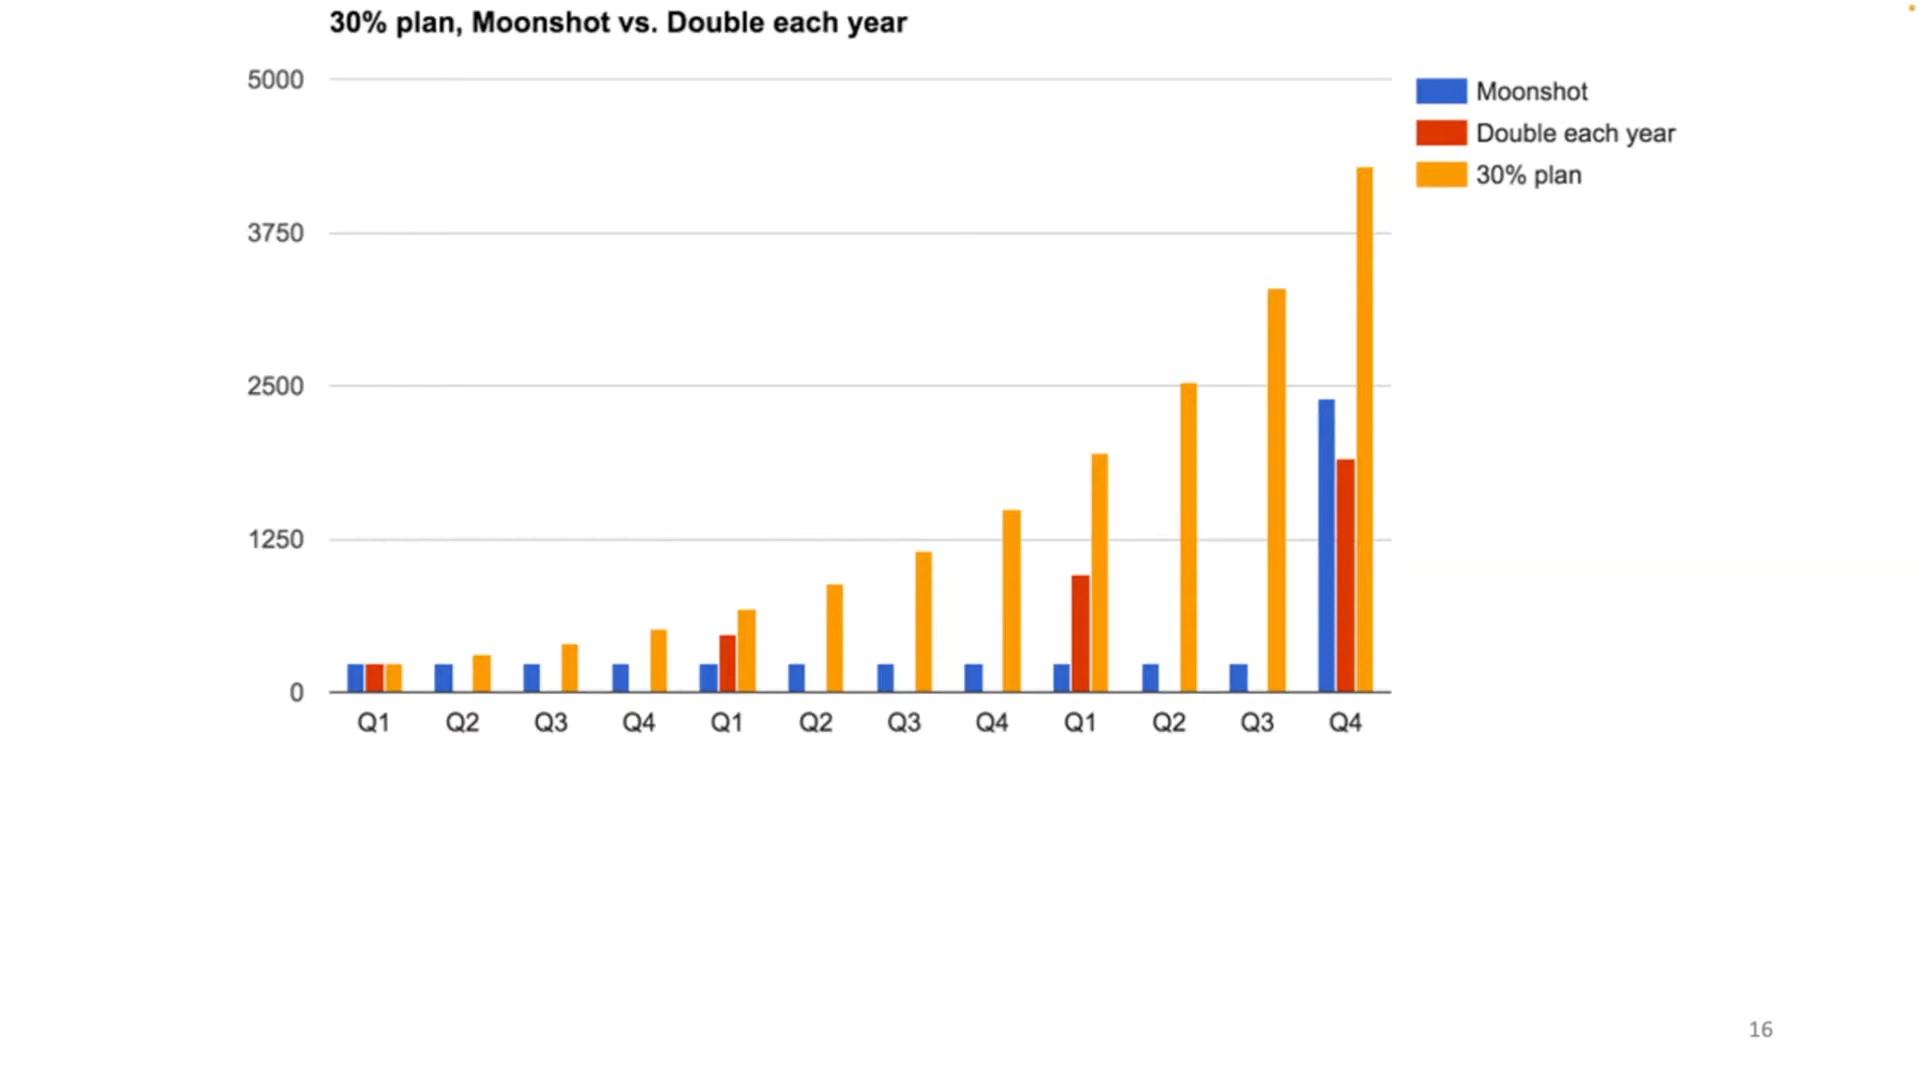 30% plan, Moonshot vs. Double each year
5000
3750
2500
1250
0
Moonshot
Double each year
30% plan
Q1 Q2 Q3 Q4 Q1 Q2 Q3 Q4 Q1 Q2 Q3 Q4
16